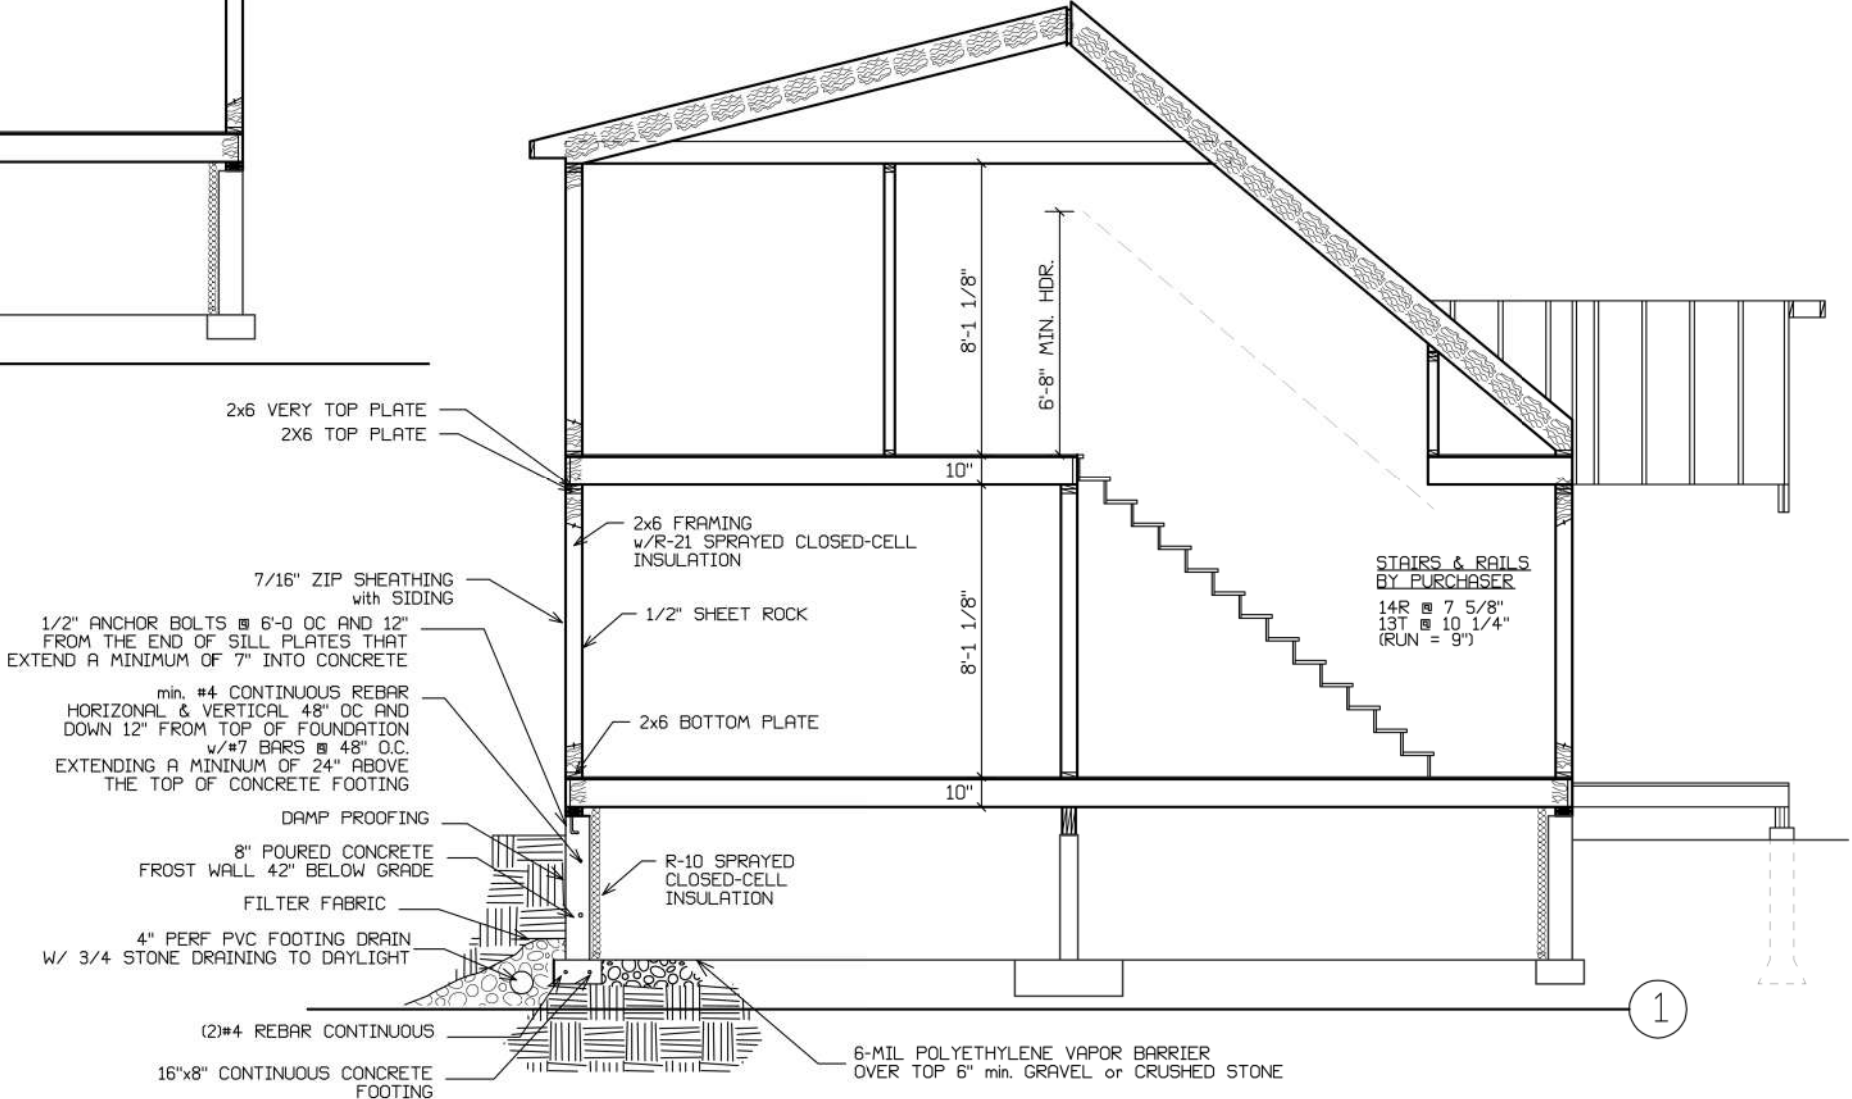 2x6 VERY TOP PLATE
2X6 TOP PLATE
7/16" ZIP SHEATHING
with SIDING
1/2" ANCHOR BOLTS @ 6'-0 OC AND 12"
FROM THE END OF SILL PLATES THAT
EXTEND A MINIMUM OF 7" INTO CONCRETE
min. #4 CONTINUOUS REBAR
HORIZONAL & VERTICAL 48" OC AND
DOWN 12" FROM TOP OF FOUNDATION
w/#7 BARS @ 48" O.C.
EXTENDING A MININUM OF 24" ABOVE
THE TOP OF CONCRETE FOOTING
DAMP PROOFING
8" POURED CONCRETE
FROST WALL 42" BELOW GRADE
FILTER FABRIC
4" PERF PVC FOOTING DRAIN
W/ 3/4 STONE DRAINING TO DAYLIGHT
(2)#4 REBAR CONTINUOUS
16"x8" CONTINUOUS CONCRETE
FOOTING
8'-1 1/8"
6'-8" MIN. HDR.
10"
2x6 FRAMING
w/R-21 SPRAYED CLOSED-CELL
INSULATION
1/2" SHEET ROCK
8'-1 1/8"
2x6 BOTTOM PLATE
10"
STAIRS & RAILS
BY PURCHASER
14R @ 7 5/8"
13T @ 10 1/4"
(RUN = 9")
R-10 SPRAYED
CLOSED-CELL
INSULATION
6-MIL POLYETHYLENE VAPOR BARRIER
OVER TOP 6" min. GRAVEL or CRUSHED STONE
1